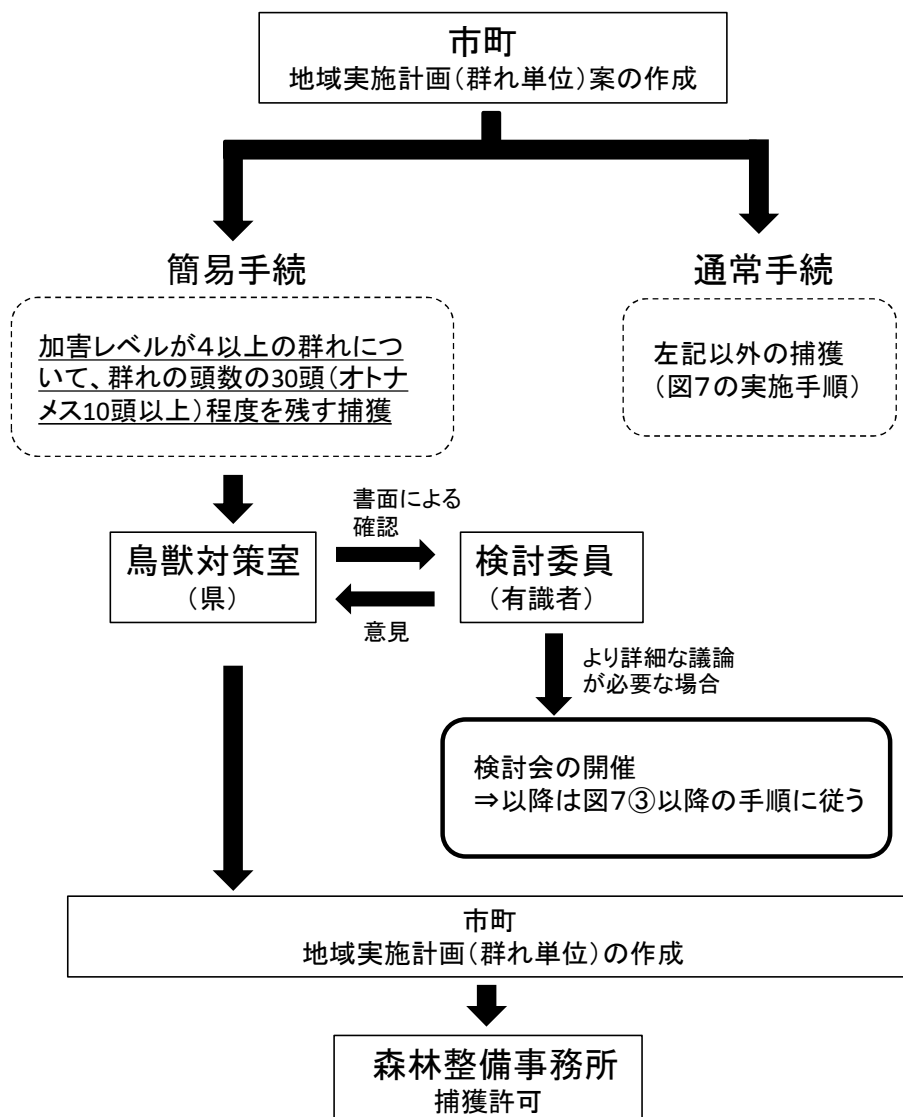 市町
地域実施計画（群れ単位）案の作成
簡易手続
通常手続
加害レベルが４以上の群れについ
いて、群れの頭数の30頭（オトナ
メス10頭以上）程度を残す捕獲
左記以外の捕獲
（図７の実施手順）
書面による
確認
鳥獣対策室
（県）
検討委員
（有識者）
意見
より詳細な議論
が必要な場合
検討会の開催
⇒以降は図７③以降の手順に従う
市町
地域実施計画（群れ単位）の作成
森林整備事務所
捕獲許可